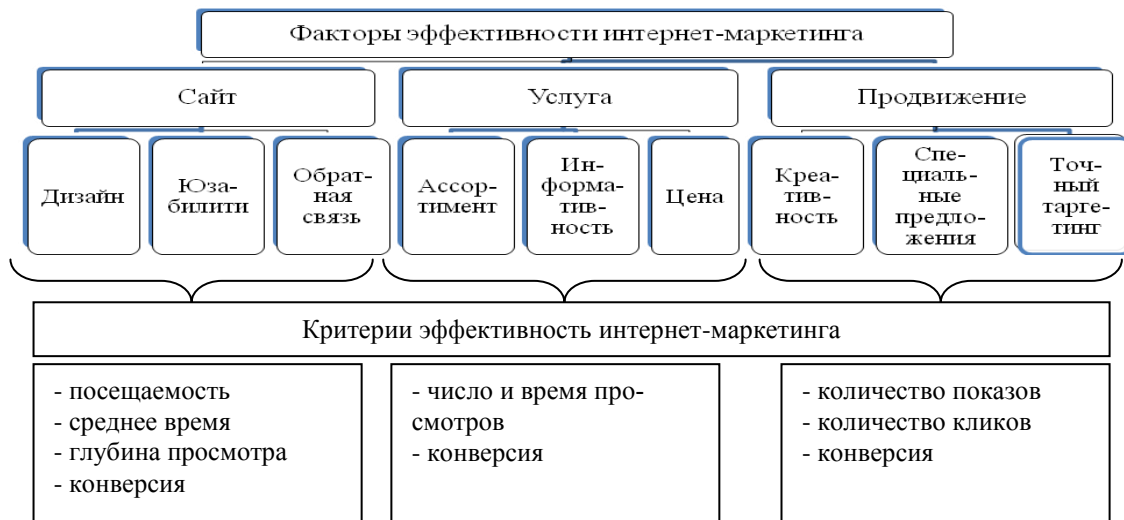 Факторы эффективности интернет-маркетинга
Сайт
Услуга
Продвижение
Дизайн
Юза-
билити
Обрат-
ная
связь
Ассор-
тимент
Ин-
форма-
тив-
ность
Цена
Креа-
тив-
ность
Спе-
циаль-
ные
предло-
жения
Точ-
ный
тарге-
тинг
Критерии эффективность интернет-маркетинга
- посещаемость
- среднее время
- глубина просмотра
- конверсия
- число и время про-
смотров
- конверсия
- количество показов
- количество кликов
- конверсия